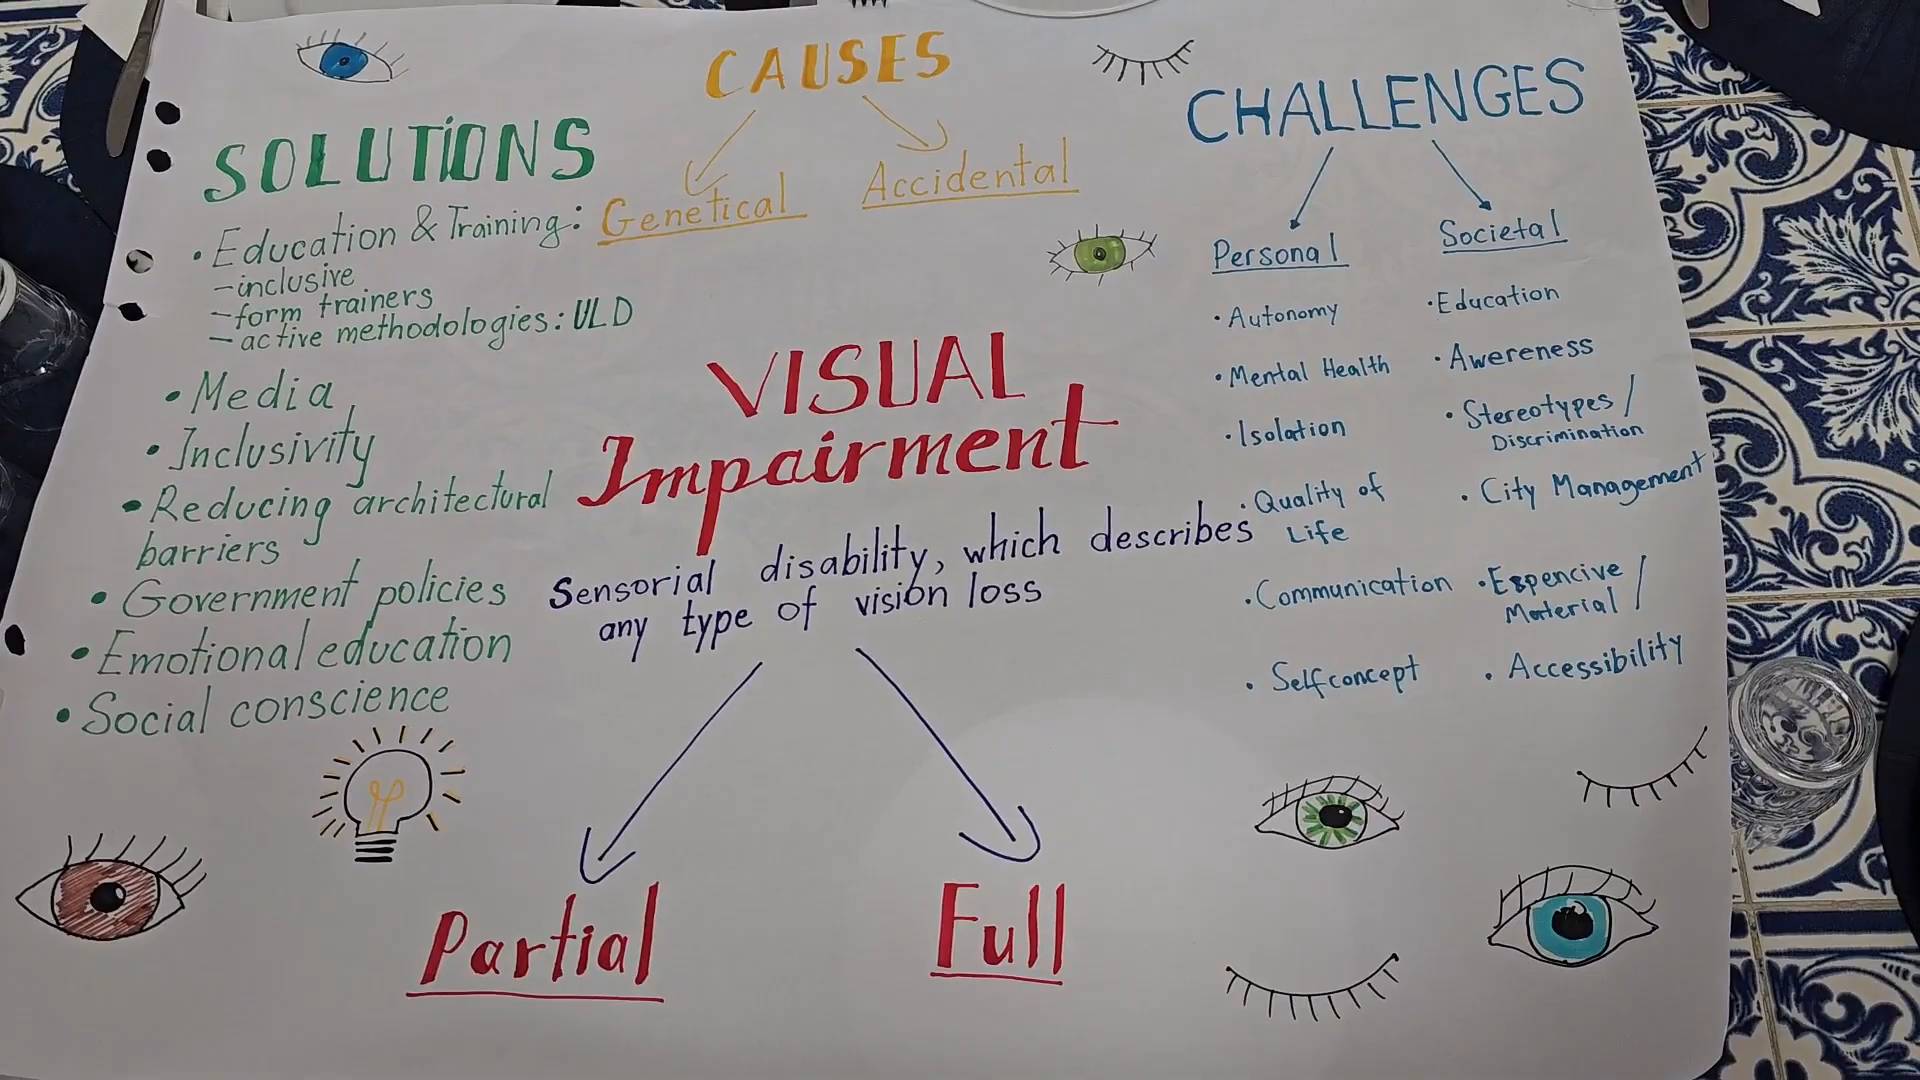 CAUSES
Genetical
Accidental
SOLUTIONS
• Education & Training:
- inclusive
- form trainers
- active methodologies: ULD
• Media
• Inclusivity
• Reducing architectural
barriers
• Government policies
• Emotional education
• Social conscience
VISUAL
Impairment
Sensorial disability, which describes
any type of vision loss
Partial
Full
CHALLENGES
Personal
• Autonomy
• Mental Health
• Isolation
• Quality of
Life
• Communication
• Selfconcept
Societal
• Education
• Awereness
• Stereotypes /
Discrimination
• City Management
• Expencive /
Material /
• Accessibility